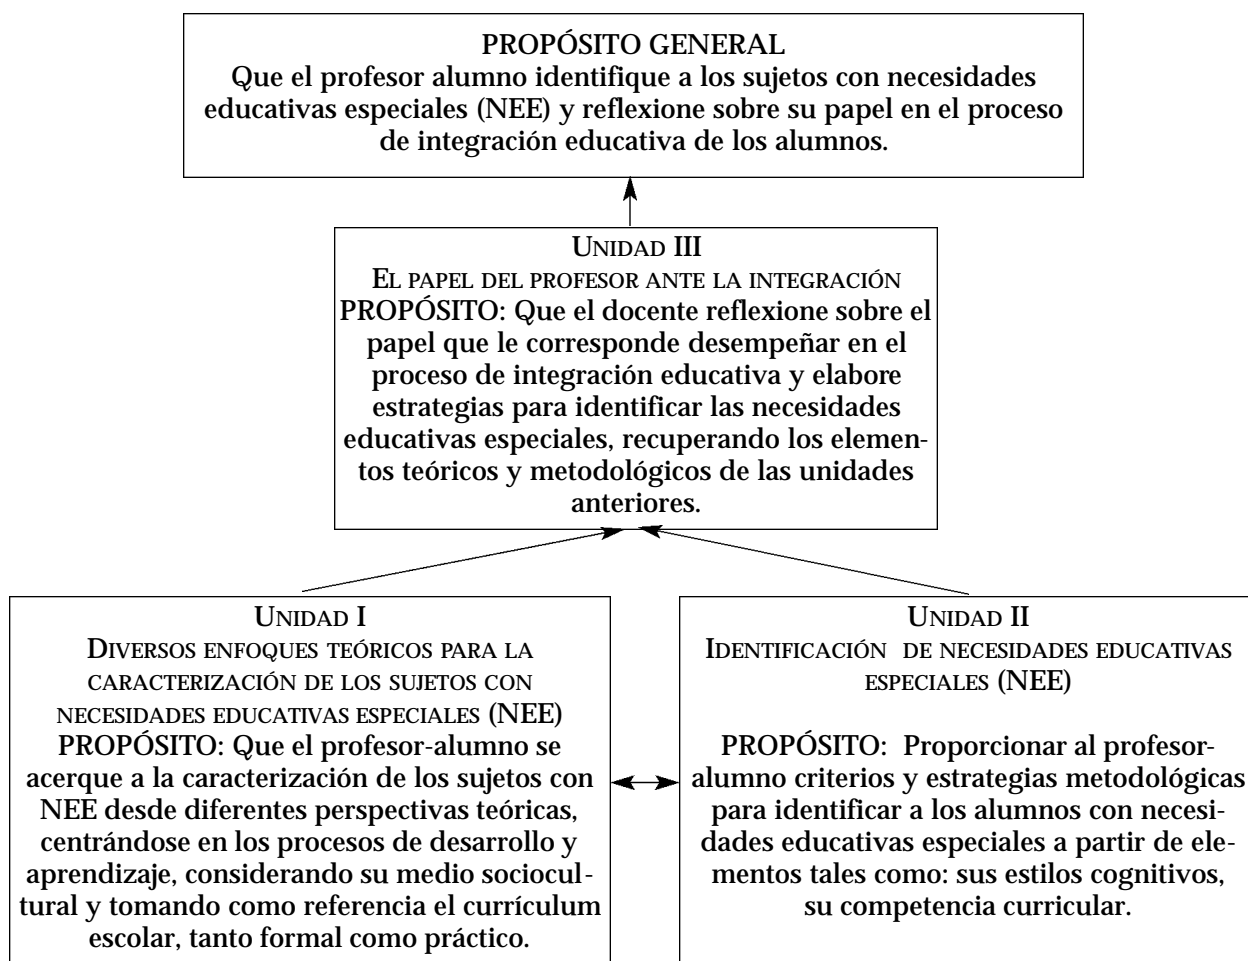 PROPÓSITO GENERAL
Que el profesor alumno identifique a los sujetos con necesidades
educativas especiales (NEE) y reflexione sobre su papel en el proceso
de integración educativa de los alumnos.
UNIDAD III
EL PAPEL DEL PROFESOR ANTE LA INTEGRACIÓN
PROPÓSITO: Que el docente reflexione sobre el
papel que le corresponde desempeñar en el
proceso de integración educativa y elabore
estrategias para identificar las necesidades
educativas especiales, recuperando los elemen-
tos teóricos y metodológicos de las unidades
anteriores.
UNIDAD I
DIVERSOS ENFOQUES TEÓRICOS PARA LA
CARACTERIZACIÓN DE LOS SUJETOS CON
NECESIDADES EDUCATIVAS ESPECIALES (NEE)
PROPÓSITO: Que el profesor-alumno se
acerque a la caracterización de los sujetos con
NEE desde diferentes perspectivas teóricas,
centrándose en los procesos de desarrollo y
aprendizaje, considerando su medio sociocul-
tural y tomando como referencia el currículum
escolar, tanto formal como práctico.
UNIDAD II
IDENTIFICACIÓN DE NECESIDADES EDUCATIVAS
ESPECIALES (NEE)
PROPÓSITO: Proporcionar al profesor-
alumno criterios y estrategias metodológicas
para identificar a los alumnos con necesi-
dades educativas especiales a partir de ele-
mentos tales como: sus estilos cognitivos,
su competencia curricular.